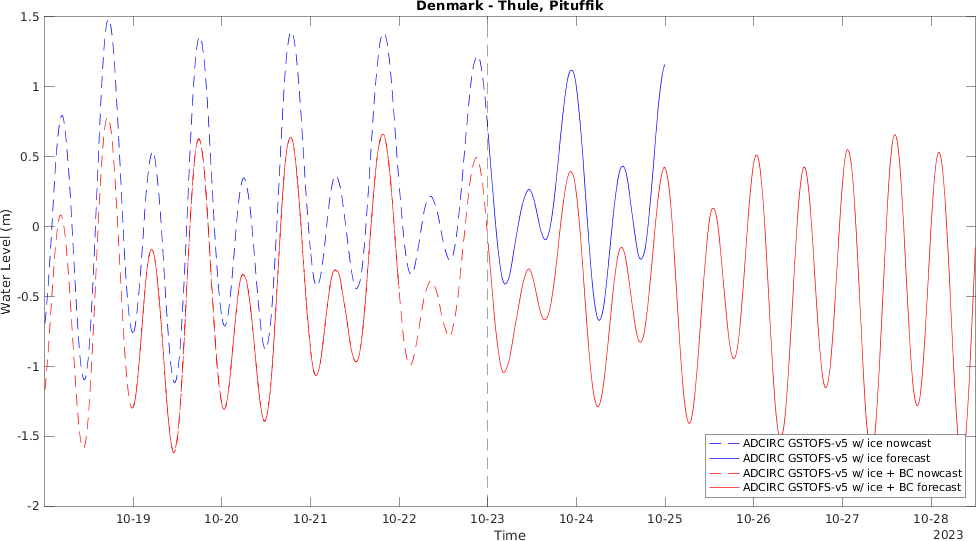 Denmark - Thule, Pituffik
1.5
1
0.5
0
-0.5
-1
-1.5
-2
Water Level (m)
10-19 10-20 10-21 10-22 10-23 10-24 10-25 10-26 10-27 10-28
Time
2023
ADCIRC GSTOFS-v5 w/ ice nowcast
ADCIRC GSTOFS-v5 w/ ice forecast
ADCIRC GSTOFS-v5 w/ ice + BC nowcast
ADCIRC GSTOFS-v5 w/ ice + BC forecast